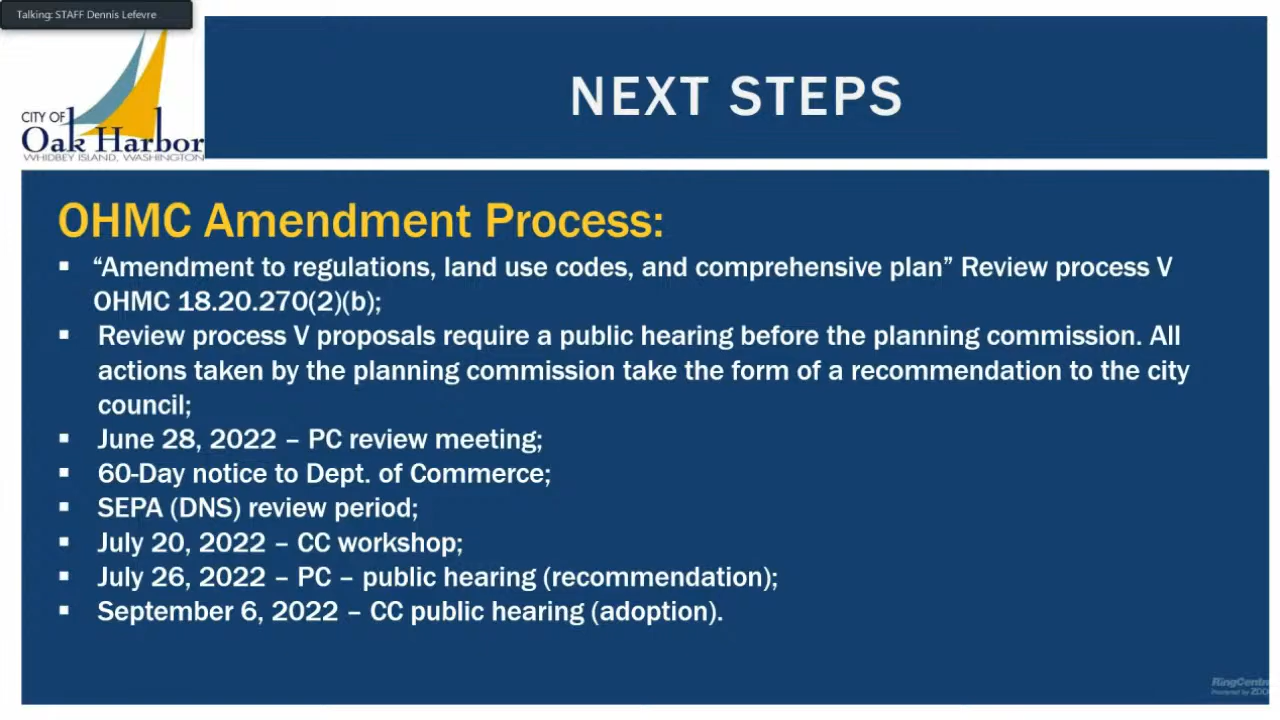 Talking: STAFF Dennis Lefevre
CITY OF
Oak Harbor
WHIDBEY ISLAND, WASHINGTON
NEXT STEPS
OHMC Amendment Process:
▪ “Amendment to regulations, land use codes, and comprehensive plan” Review process V
OHMC 18.20.270(2)(b);
▪ Review process V proposals require a public hearing before the planning commission. All
actions taken by the planning commission take the form of a recommendation to the city
council;
▪ June 28, 2022 – PC review meeting;
▪ 60-Day notice to Dept. of Commerce;
▪ SEPA (DNS) review period;
▪ July 20, 2022 – CC workshop;
▪ July 26, 2022 – PC – public hearing (recommendation);
▪ September 6, 2022 – CC public hearing (adoption).
RingCentr
Powered by ZOO